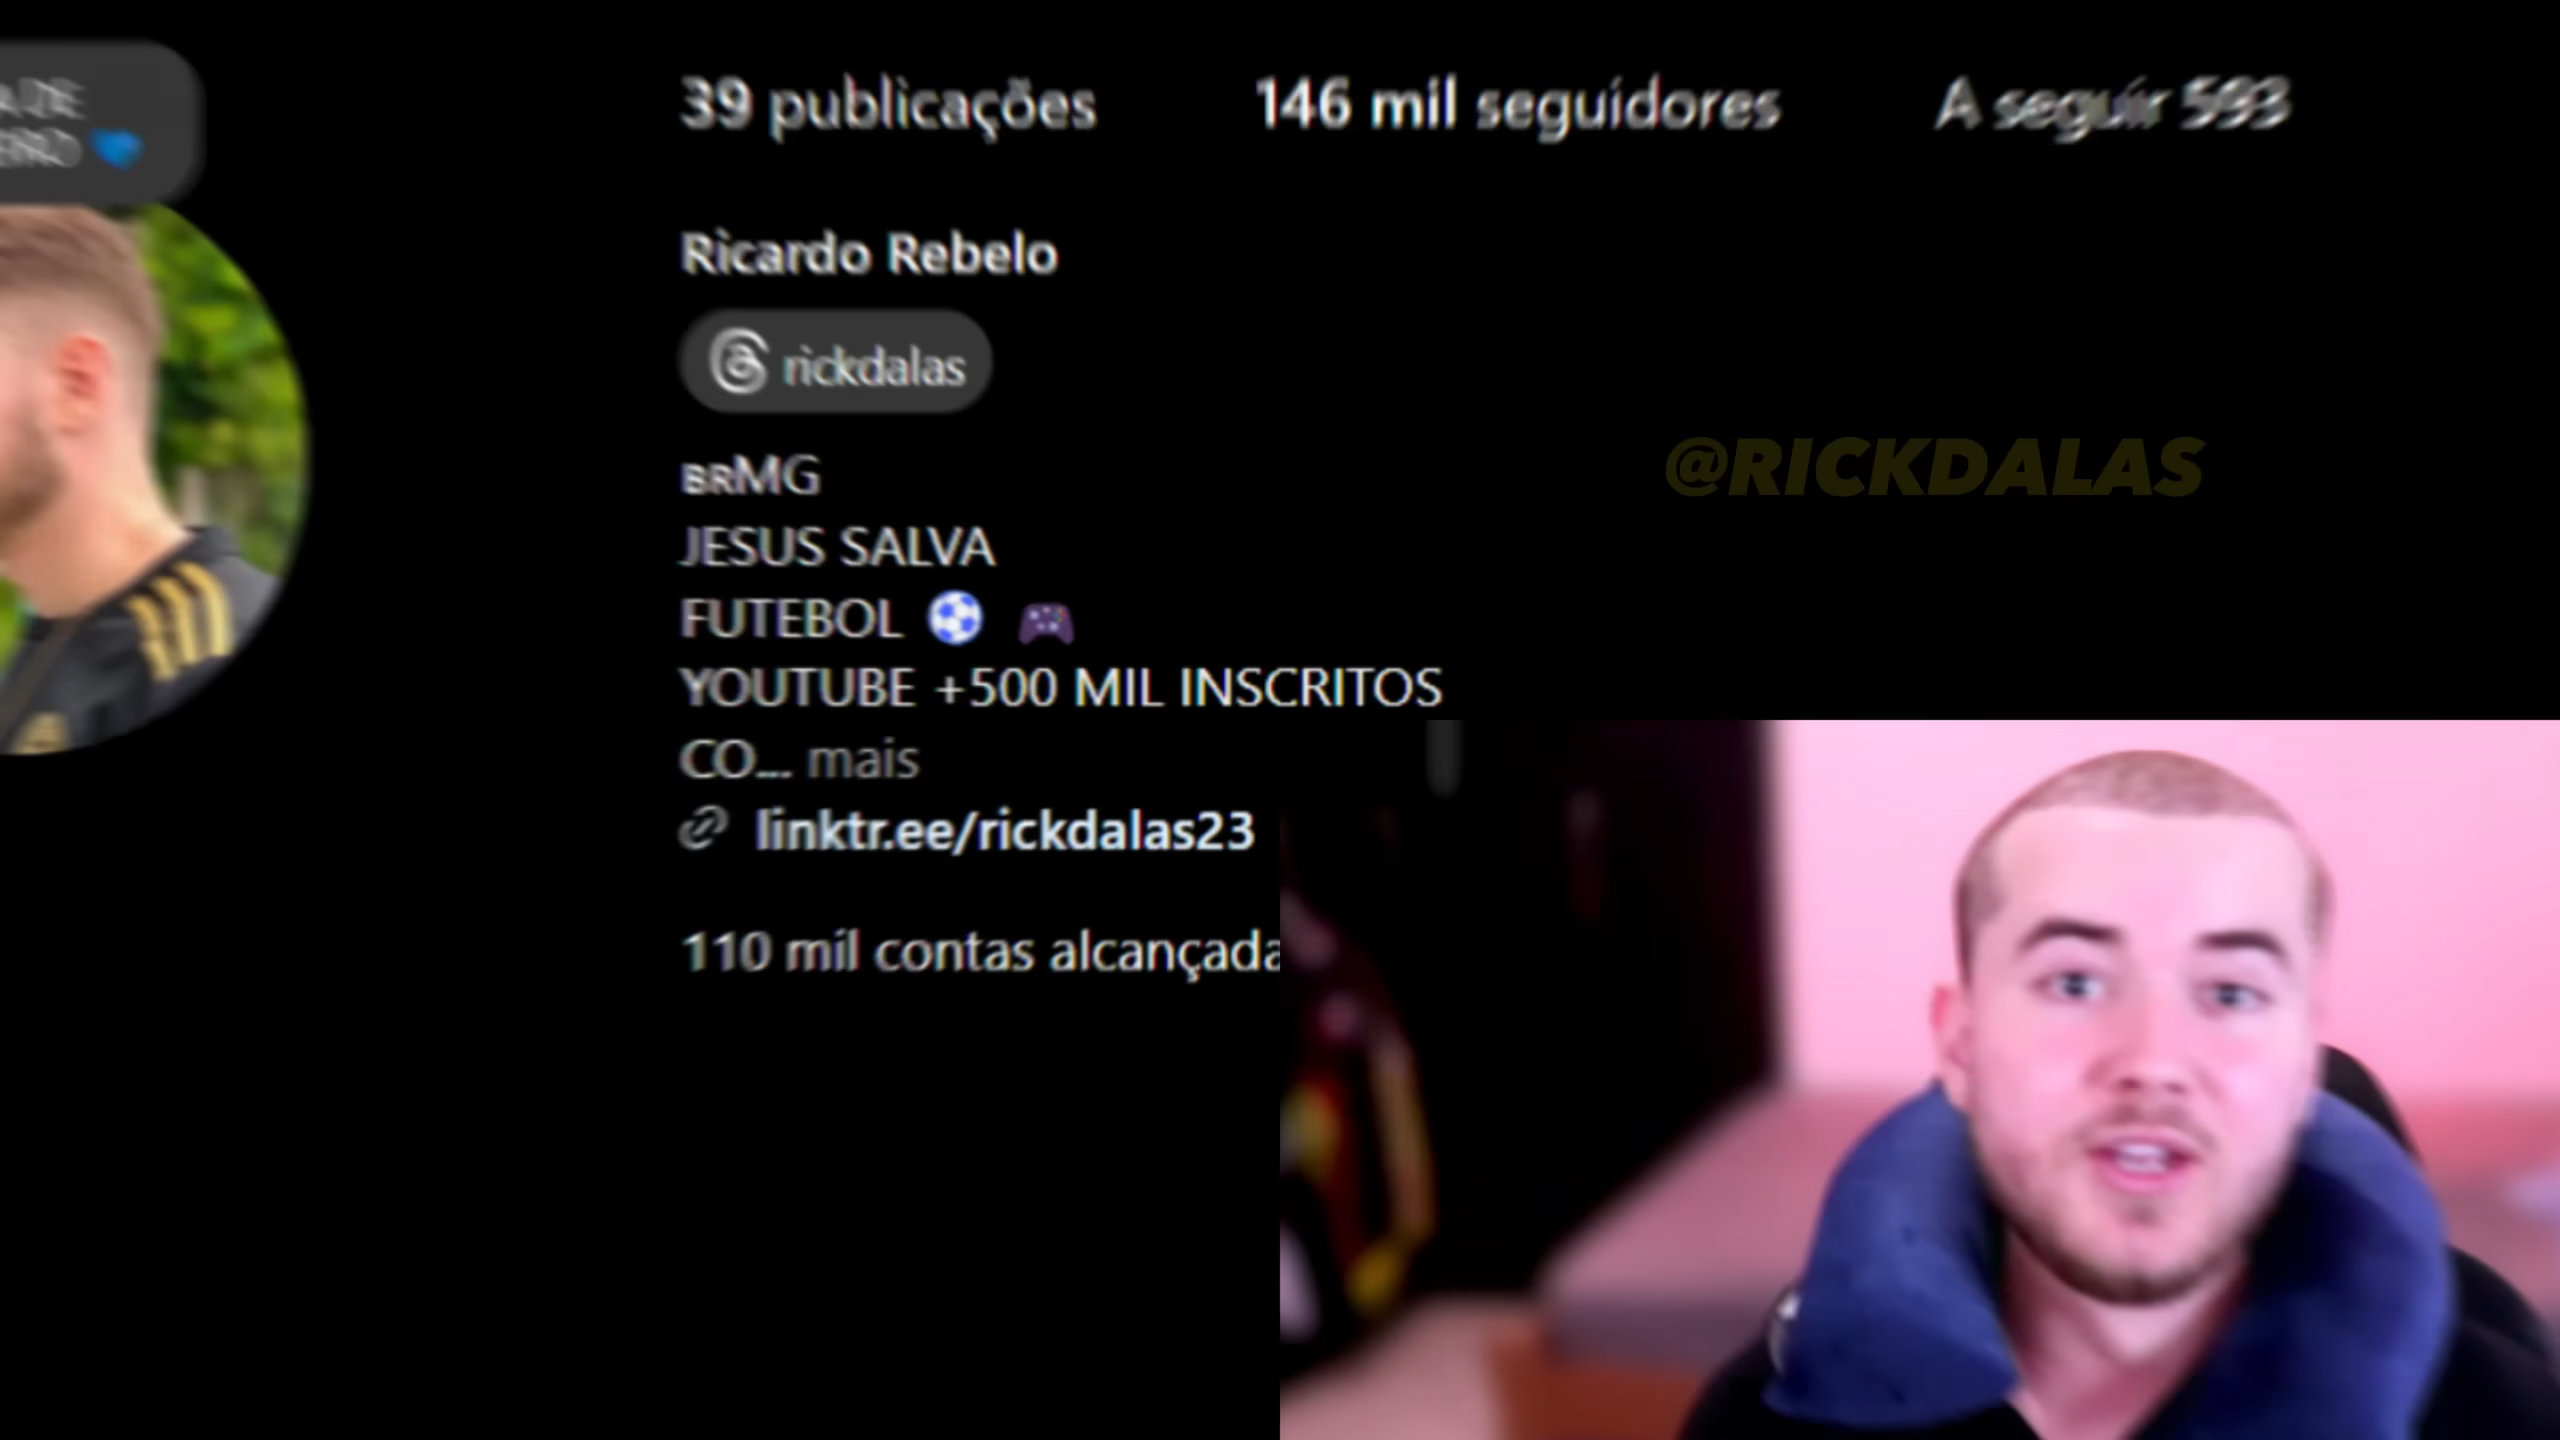 39 publicações 146 mil seguidores A seguir 593
Ricardo Rebelo
rickdalas
BRMG
JESUS SALVA
FUTEBOL ⚽ 🎮
@RICKDALAS
YOUTUBE +500 MIL INSCRITOS
CO... mais
linktr.ee/rickdalas23
110 mil contas alcançada